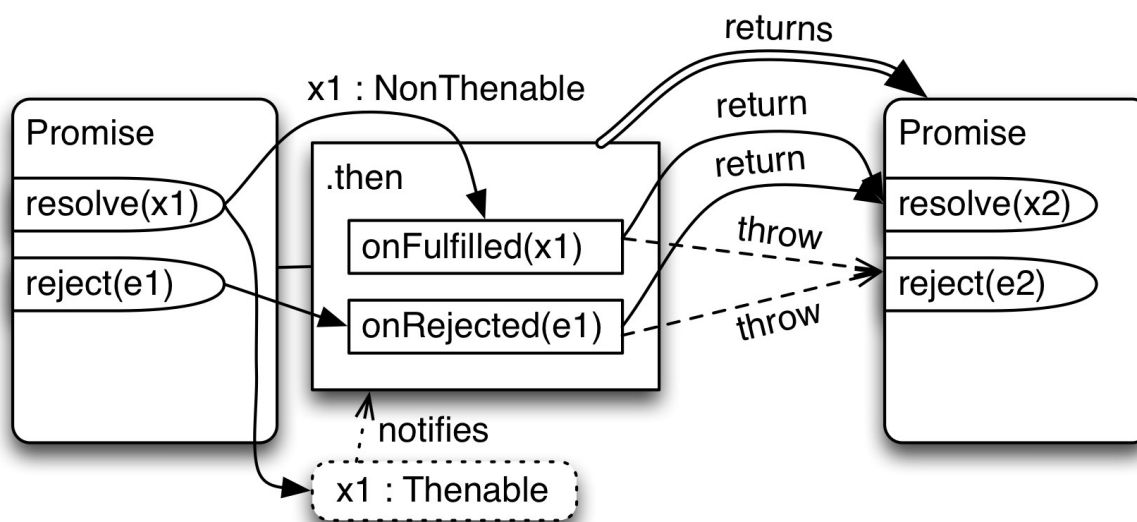 returns
x1 : NonThenable
return
Promise
return
Promise
.then
resolve(x1)
onFulfilled(x1)
throw
resolve(x2)
reject(e1)
onRejected(e1)
throw
reject(e2)
notifies
x1 : Thenable